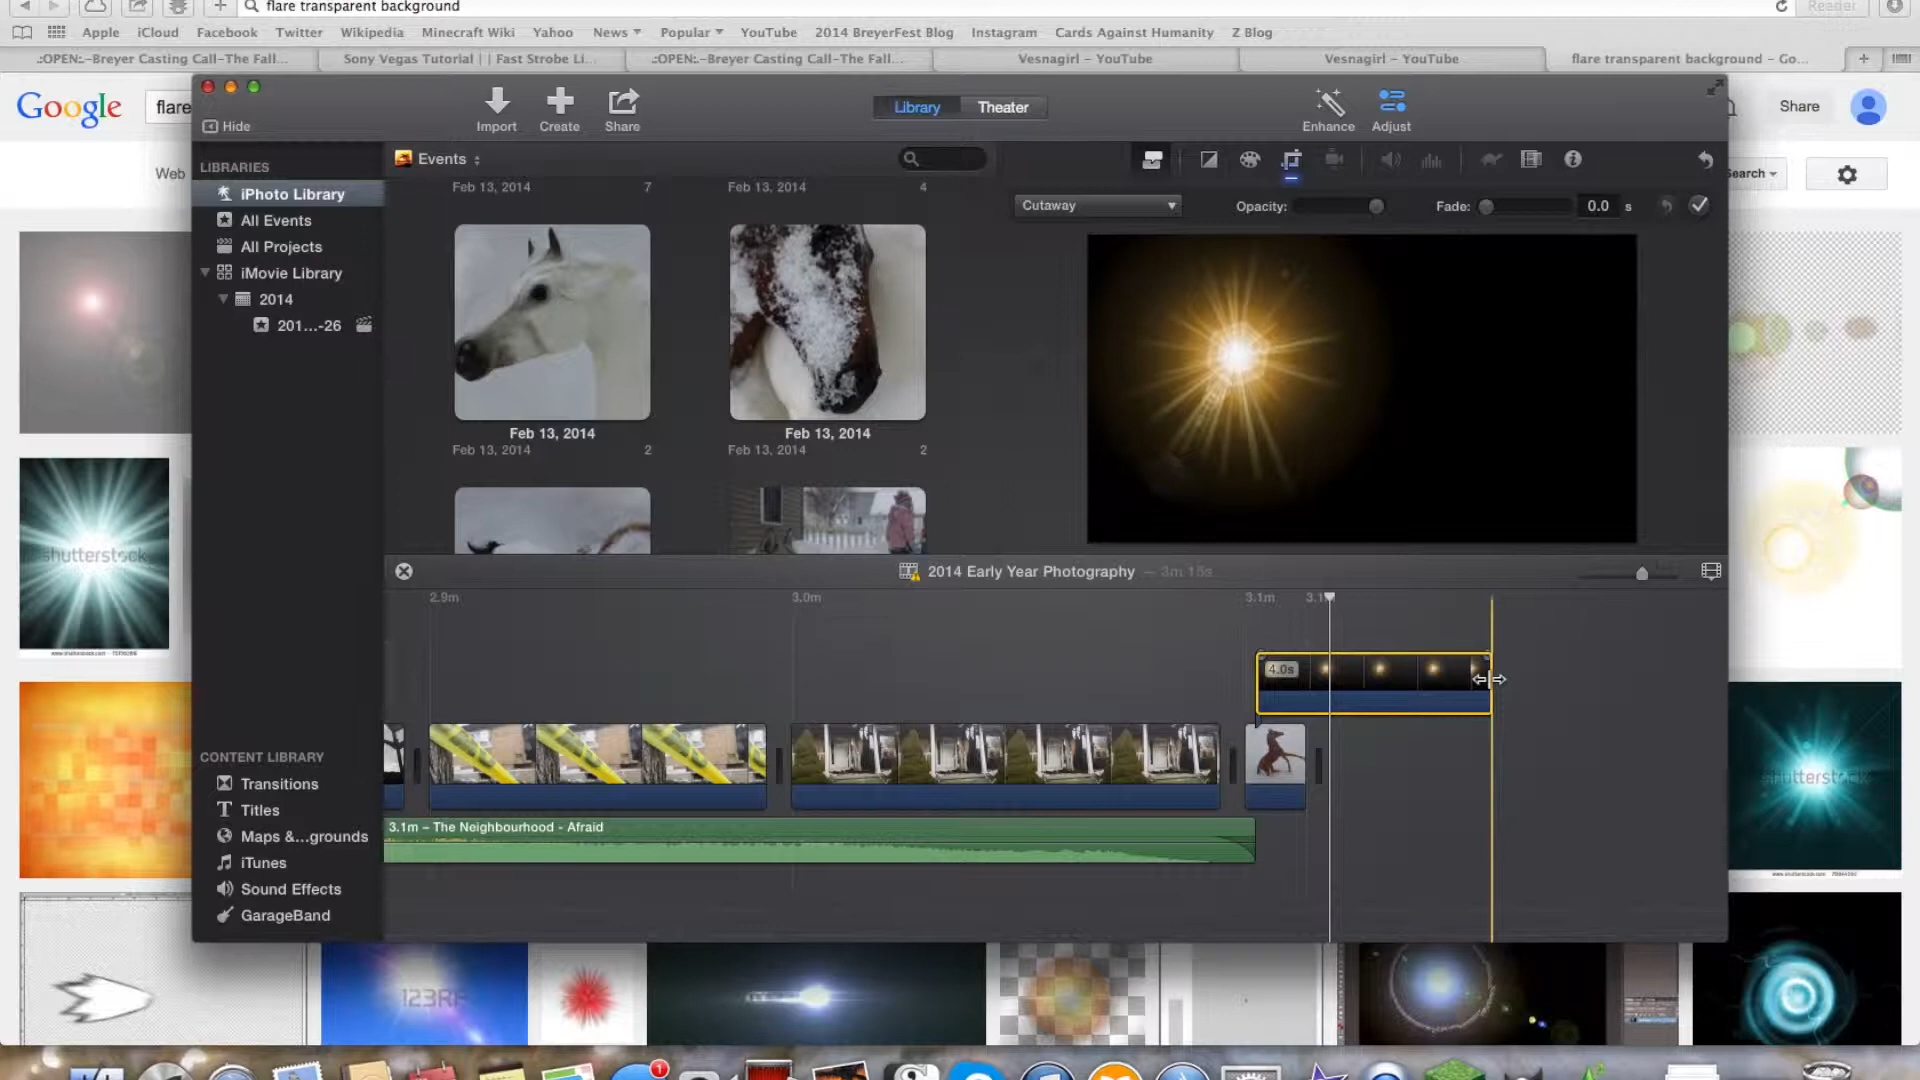 flare transparent background
Reader
Apple iCloud Facebook Twitter Wikipedia Minecraft Wiki Yahoo News Popular YouTube 2014 BreyerFest Blog Instagram Cards Against Humanity Z Blog
.:OPEN:.-Breyer Casting Call-The Fall... Sony Vegas Tutorial | | Fast Strobe Li... .:OPEN:.-Breyer Casting Call-The Fall... Vesnagirl - YouTube Vesnagirl - YouTube flare transparent background - Go...
Google
flare
Share
Web
Search
Hide
Import Create Share
Library Theater
Enhance Adjust
LIBRARIES
iPhoto Library
All Events
All Projects
iMovie Library
2014
201...-26
Events
Feb 13, 2014 7
Feb 13, 2014 4
Feb 13, 2014
Feb 13, 2014 2
Feb 13, 2014
Feb 13, 2014 2
Cutaway Opacity: Fade: 0.0 s
2014 Early Year Photography – 3m 16s
2.9m 3.0m 3.1m
4.0s
3.1m – The Neighbourhood - Afraid
CONTENT LIBRARY
Transitions
Titles
Maps &...grounds
iTunes
Sound Effects
GarageBand
shutterstock
shutterstock
123RF
1